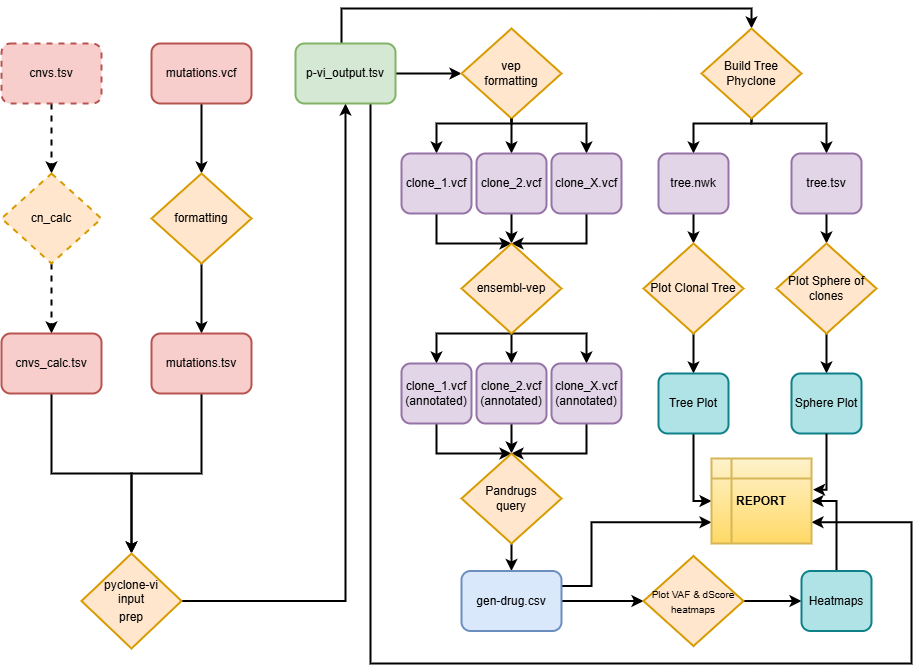 cnvs.tsv
mutations.vcf
p-vi_output.tsv
vep
formatting
Build Tree
Phyclone
clone_1.vcf
clone_2.vcf
clone_X.vcf
tree.nwk
tree.tsv
cn_calc
formatting
ensembl-vep
Plot Clonal Tree
Plot Sphere of
clones
cnvs_calc.tsv
mutations.tsv
clone_1.vcf
(annotated)
clone_2.vcf
(annotated)
clone_X.vcf
(annotated)
Tree Plot
Sphere Plot
Pandrugs
query
REPORT
pyclone-vi
input
prep
gen-drug.csv
Plot VAF & dScore
heatmaps
Heatmaps